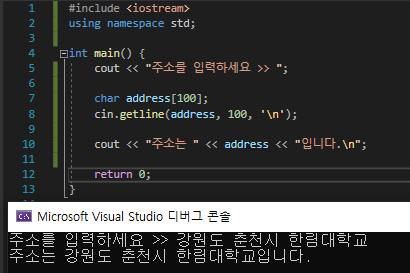 1 #include <iostream>
2 using namespace std;
3
4 int main() {
5 cout << "주소를 입력하세요 >> ";
6
7 char address[100];
8 cin.getline(address, 100, '\n');
9
10 cout << "주소는 " << address << "입니다.\n";
11
12 return 0;
13 }
Microsoft Visual Studio 디버그 콘솔
주소를 입력하세요 >> 강원도 춘천시 한림대학교
주소는 강원도 춘천시 한림대학교입니다.